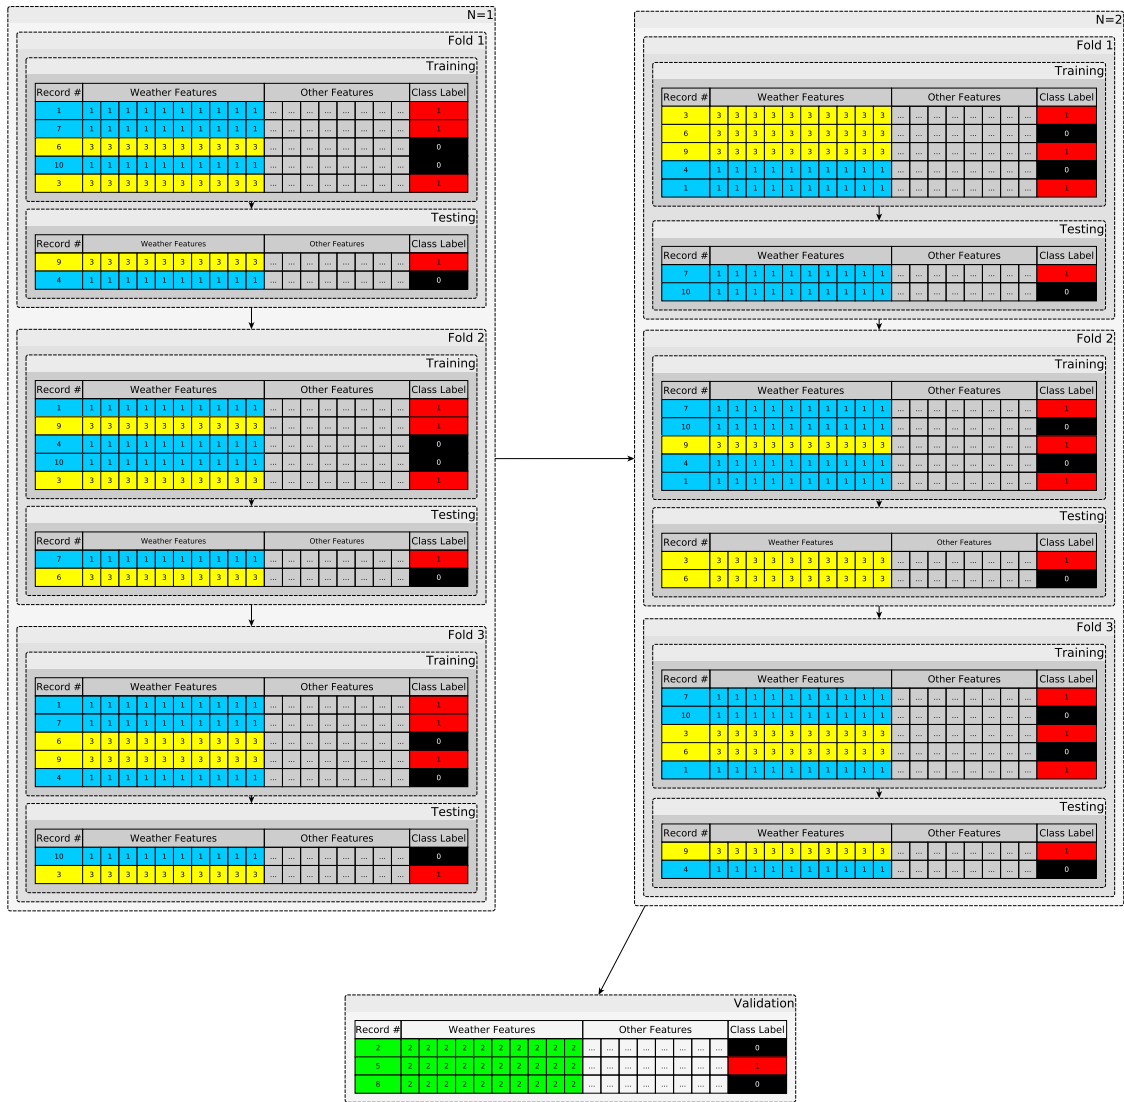 N=1
Fold 1
Training
Record # Weather Features Other Features Class Label
1 1 1 1 1 1 1 1 1 1 1 ... ... ... ... ... ... ... ... 1
7 1 1 1 1 1 1 1 1 1 1 ... ... ... ... ... ... ... ... 1
6 3 3 3 3 3 3 3 3 3 3 ... ... ... ... ... ... ... ... 0
10 1 1 1 1 1 1 1 1 1 1 ... ... ... ... ... ... ... ... 0
3 3 3 3 3 3 3 3 3 3 3 ... ... ... ... ... ... ... ... 1
Testing
Record # Weather Features Other Features Class Label
9 3 3 3 3 3 3 3 3 3 3 ... ... ... ... ... ... ... ... 1
4 1 1 1 1 1 1 1 1 1 1 ... ... ... ... ... ... ... ... 0
Fold 2
Training
Record # Weather Features Other Features Class Label
1 1 1 1 1 1 1 1 1 1 1 ... ... ... ... ... ... ... ... 1
9 3 3 3 3 3 3 3 3 3 3 ... ... ... ... ... ... ... ... 1
4 1 1 1 1 1 1 1 1 1 1 ... ... ... ... ... ... ... ... 0
10 1 1 1 1 1 1 1 1 1 1 ... ... ... ... ... ... ... ... 0
3 3 3 3 3 3 3 3 3 3 3 ... ... ... ... ... ... ... ... 1
Testing
Record # Weather Features Other Features Class Label
7 1 1 1 1 1 1 1 1 1 1 ... ... ... ... ... ... ... ... 1
6 3 3 3 3 3 3 3 3 3 3 ... ... ... ... ... ... ... ... 0
Fold 3
Training
Record # Weather Features Other Features Class Label
1 1 1 1 1 1 1 1 1 1 1 ... ... ... ... ... ... ... ... 1
7 1 1 1 1 1 1 1 1 1 1 ... ... ... ... ... ... ... ... 1
6 3 3 3 3 3 3 3 3 3 3 ... ... ... ... ... ... ... ... 0
9 3 3 3 3 3 3 3 3 3 3 ... ... ... ... ... ... ... ... 1
4 1 1 1 1 1 1 1 1 1 1 ... ... ... ... ... ... ... ... 0
Testing
Record # Weather Features Other Features Class Label
10 1 1 1 1 1 1 1 1 1 1 ... ... ... ... ... ... ... ... 0
3 3 3 3 3 3 3 3 3 3 3 ... ... ... ... ... ... ... ... 1
N=2
Fold 1
Training
Record # Weather Features Other Features Class Label
3 3 3 3 3 3 3 3 3 3 3 ... ... ... ... ... ... ... ... 1
6 3 3 3 3 3 3 3 3 3 3 ... ... ... ... ... ... ... ... 0
9 3 3 3 3 3 3 3 3 3 3 ... ... ... ... ... ... ... ... 1
4 1 1 1 1 1 1 1 1 1 1 ... ... ... ... ... ... ... ... 0
1 1 1 1 1 1 1 1 1 1 1 ... ... ... ... ... ... ... ... 1
Testing
Record # Weather Features Other Features Class Label
7 1 1 1 1 1 1 1 1 1 1 ... ... ... ... ... ... ... ... 1
10 1 1 1 1 1 1 1 1 1 1 ... ... ... ... ... ... ... ... 0
Fold 2
Training
Record # Weather Features Other Features Class Label
7 1 1 1 1 1 1 1 1 1 1 ... ... ... ... ... ... ... ... 1
10 1 1 1 1 1 1 1 1 1 1 ... ... ... ... ... ... ... ... 0
9 3 3 3 3 3 3 3 3 3 3 ... ... ... ... ... ... ... ... 1
4 1 1 1 1 1 1 1 1 1 1 ... ... ... ... ... ... ... ... 0
1 1 1 1 1 1 1 1 1 1 1 ... ... ... ... ... ... ... ... 1
Testing
Record # Weather Features Other Features Class Label
3 3 3 3 3 3 3 3 3 3 3 ... ... ... ... ... ... ... ... 1
6 3 3 3 3 3 3 3 3 3 3 ... ... ... ... ... ... ... ... 0
Fold 3
Training
Record # Weather Features Other Features Class Label
7 1 1 1 1 1 1 1 1 1 1 ... ... ... ... ... ... ... ... 1
10 1 1 1 1 1 1 1 1 1 1 ... ... ... ... ... ... ... ... 0
3 3 3 3 3 3 3 3 3 3 3 ... ... ... ... ... ... ... ... 1
6 3 3 3 3 3 3 3 3 3 3 ... ... ... ... ... ... ... ... 0
1 1 1 1 1 1 1 1 1 1 1 ... ... ... ... ... ... ... ... 1
Testing
Record # Weather Features Other Features Class Label
9 3 3 3 3 3 3 3 3 3 3 ... ... ... ... ... ... ... ... 1
4 1 1 1 1 1 1 1 1 1 1 ... ... ... ... ... ... ... ... 0
Validation
Record # Weather Features Other Features Class Label
2 2 2 2 2 2 2 2 2 2 2 ... ... ... ... ... ... ... ... 0
5 2 2 2 2 2 2 2 2 2 2 ... ... ... ... ... ... ... ... 1
8 2 2 2 2 2 2 2 2 2 2 ... ... ... ... ... ... ... ... 0